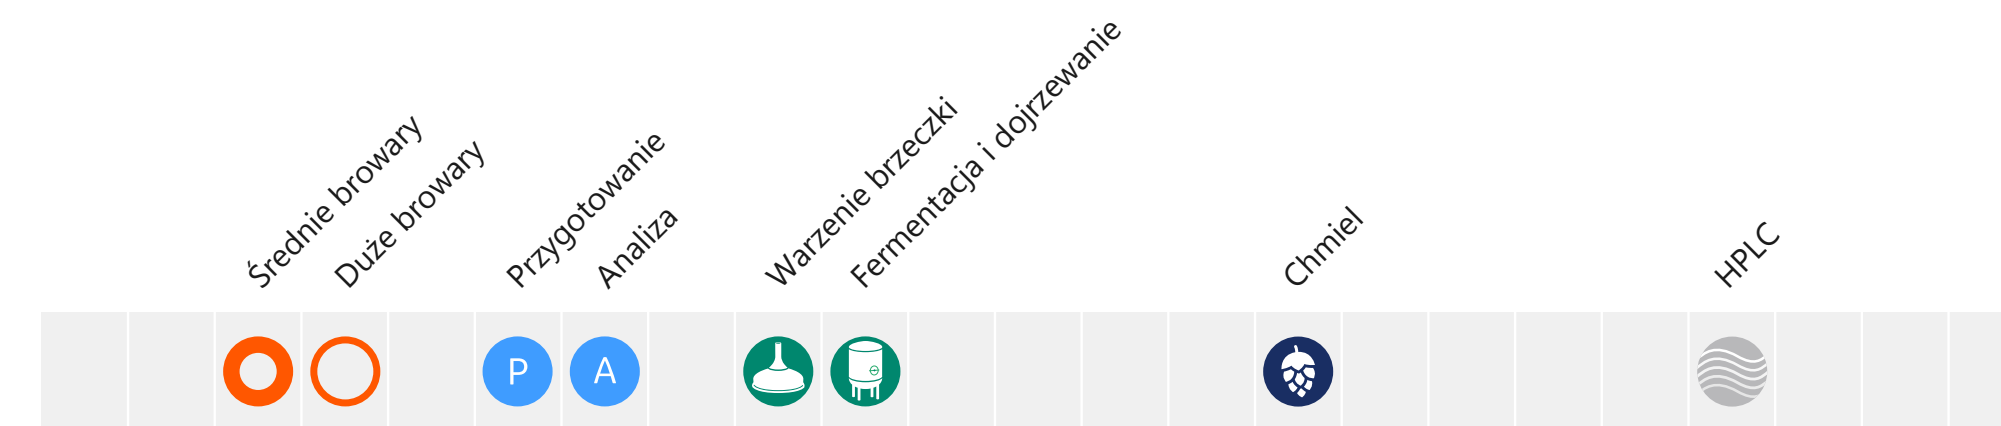 Średnie browary
Duże browary
Przygotowanie
Analiza
Warzenie brzeczki
Fermentacja i dojrzewanie
Chmiel
HPLC
P
A